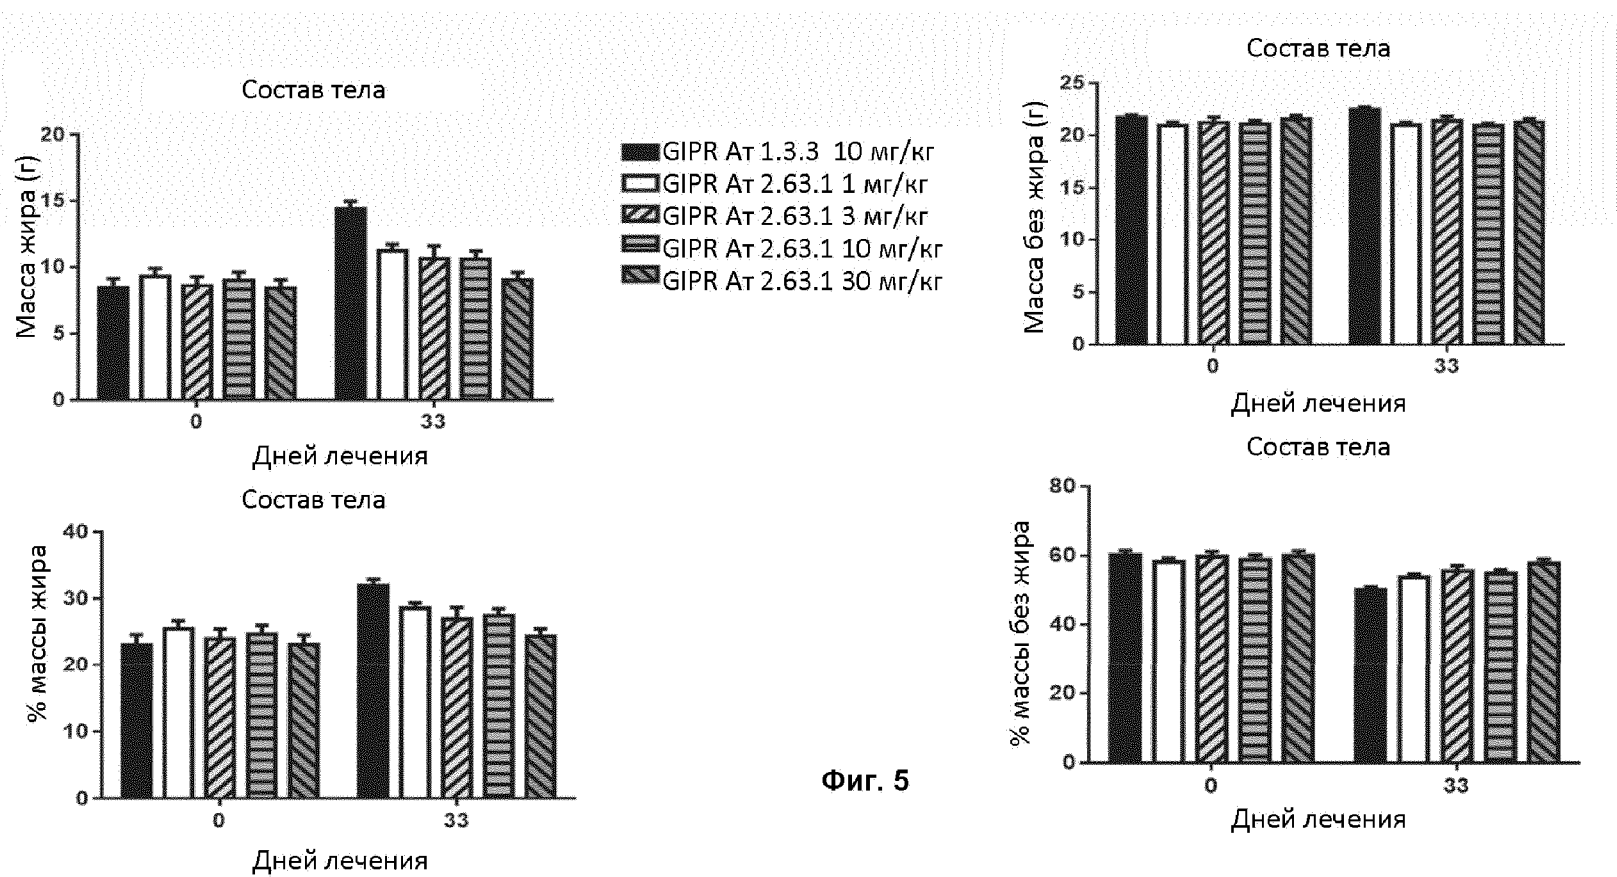 Состав тела
Масса жира (г)
20
15
10
5
0
0 33
Дней лечения
GIPR Ат 1.3.3 10 мг/кг
GIPR Ат 2.63.1 1 мг/кг
GIPR Ат 2.63.1 3 мг/кг
GIPR Ат 2.63.1 10 мг/кг
GIPR Ат 2.63.1 30 мг/кг
Состав тела
Масса без жира (г)
25
20
15
10
5
0
0 33
Дней лечения
Состав тела
% массы жира
40
30
20
10
0
0 33
Дней лечения
Состав тела
% массы без жира
80
60
40
20
0
0 33
Дней лечения
Фиг. 5